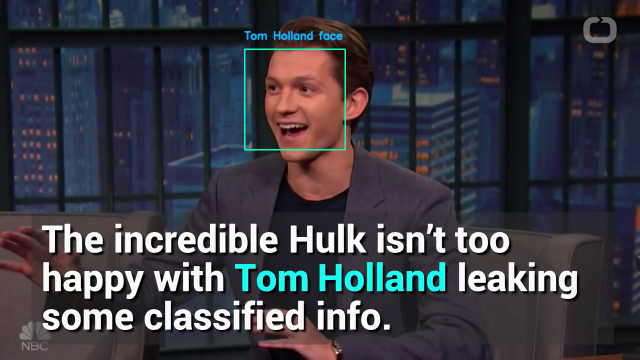 Tom Holland face
The incredible Hulk isn't too
happy with Tom Holland leaking
some classified info.
NBC